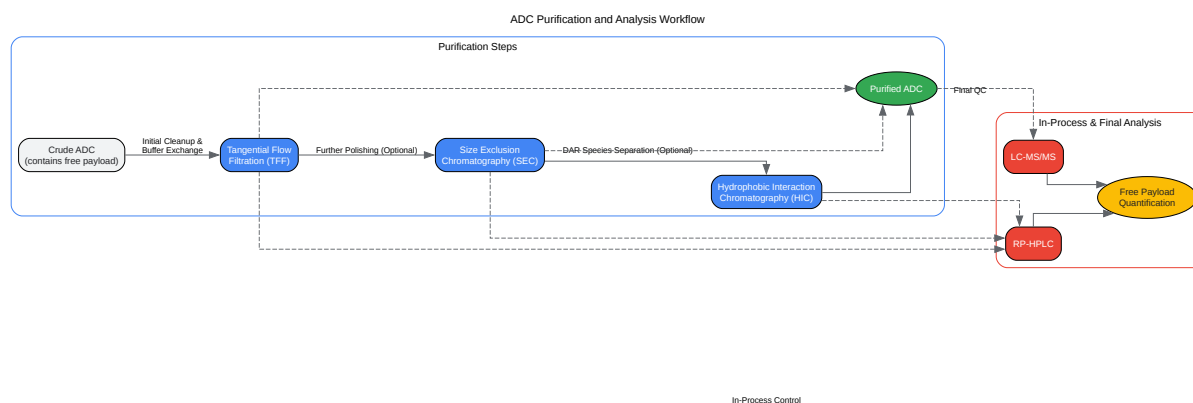 ADC Purification and Analysis Workflow
Purification Steps
Purified ADC
Final QC
In-Process & Final Analysis
Crude ADC
(contains free payload)
Initial Cleanup &
Buffer Exchange
Tangential Flow
Filtration (TFF)
Further Polishing (Optional)
Size Exclusion
Chromatography (SEC)
DAR Species Separation (Optional)
LC-MS/MS
Hydrophobic Interaction
Chromatography (HIC)
Free Payload
Quantification
RP-HPLC
In-Process Control